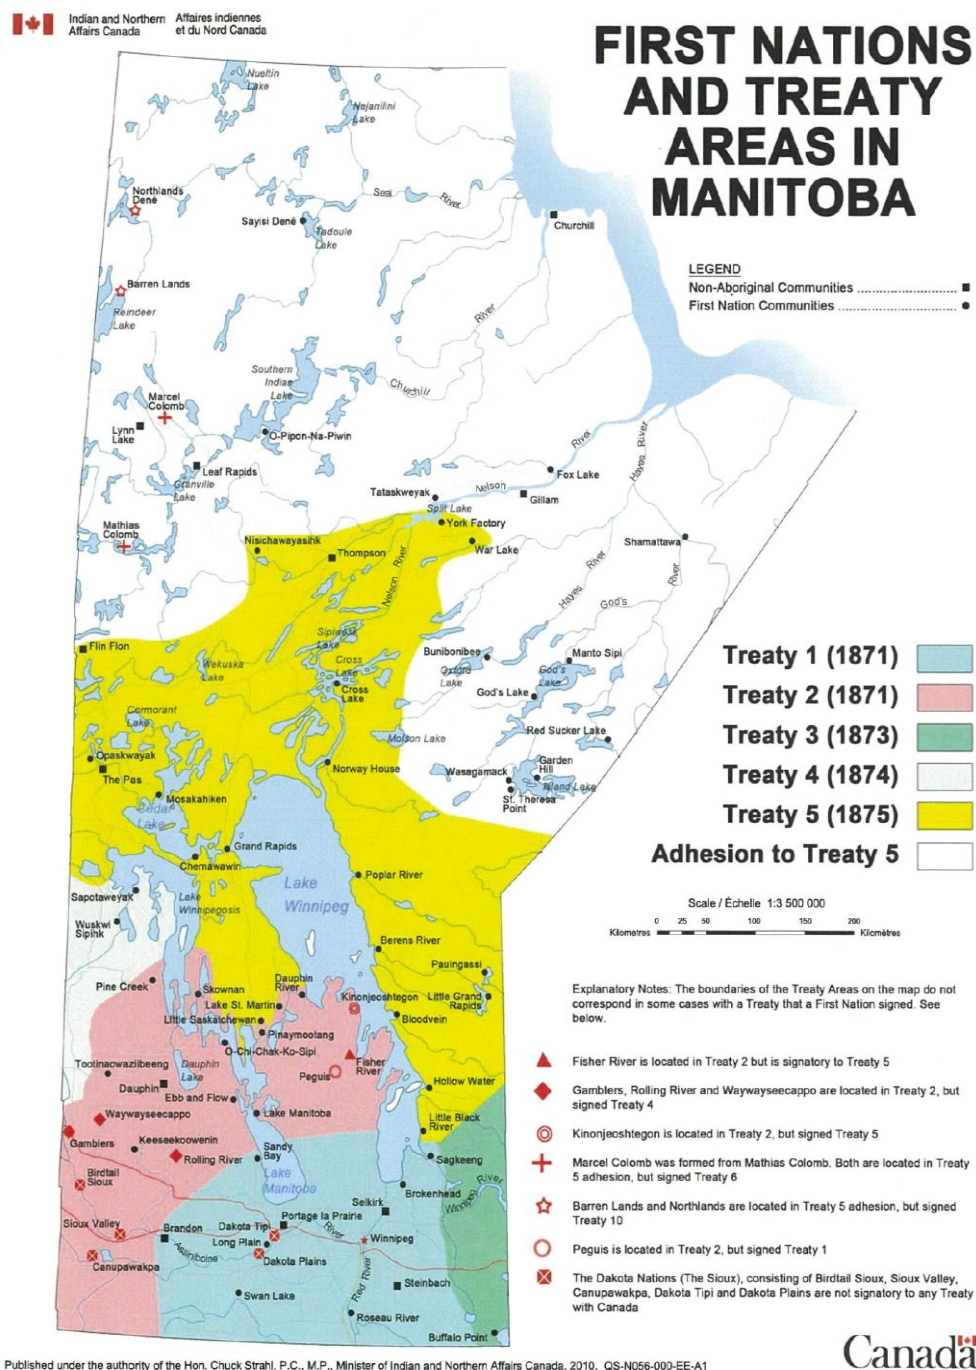 Indian and Northern
Affairs Canada
Affaires indiennes
et du Nord Canada
FIRST NATIONS
AND TREATY
AREAS IN
MANITOBA
LEGEND
Non-Aboriginal Communities
First Nation Communities
Nueltin
Lake
Nejanilini
Lake
Northlands
Dené
Seal
River
Sayisi Dené
Tadoule
Lake
Churchill
Barren Lands
Reindeer
Lake
River
Southern
Indian
Lake
Churchill
Marcel
Colomb
Lynn
Lake
O-Pipon-Na-Piwin
River
Hayes River
Leaf Rapids
Granville
Lake
Fox Lake
Nelson
Gillam
Tataskweyak
Split Lake
York Factory
Mathias
Colomb
Nisichawayasihk
Thompson
War Lake
Shamattawa
Nelson River
Hayes River
God's
River
Flin Flon
Sipiwesk
Lake
Wekuska
Lake
Cross
Lake
Cross
Lake
Bunibonibee
Oxford
Lake
Manto Sipi
God's
Lake
God's Lake
Cormorant
Lake
Molson Lake
Red Sucker Lake
Opaskwayak
The Pas
Norway House
Wasagamack
Garden
Hill
Island Lake
St. Theresa
Point
Mosakahiken
Cedar
Lake
Grand Rapids
Chemawawin
Lake
Winnipeg
Poplar River
Sapotaweyak
Lake
Winnipegosis
Wuskwi
Sipihk
Berens River
Pauingassi
Pine Creek
Skownan
Dauphin
River
Lake St. Martin
Kinonjeoshtegon
Little Grand
Rapids
Little Saskatchewan
Bloodvein
Pinaymootang
O-Chi-Chak-Ko-Sipi
Tootinaowaziibeeng
Dauphin
Lake
Fisher
River
Peguis
Dauphin
Ebb and Flow
Hollow Water
Waywayseecappo
Lake Manitoba
Little Black
River
Gamblers
Keeseekoowenin
Rolling River
Sandy
Bay
Sagkeeng
Birdtail
Sioux
Lake
Manitoba
Brokenhead
Winnipeg River
Selkirk
Sioux Valley
Brandon
Dakota Tipi
Portage la Prairie
River
Winnipeg
Long Plain
Assiniboine
Dakota Plains
Canupawakpa
Red River
Steinbach
Swan Lake
Roseau River
Buffalo Point
Treaty 1 (1871)
Treaty 2 (1871)
Treaty 3 (1873)
Treaty 4 (1874)
Treaty 5 (1875)
Adhesion to Treaty 5
Scale / Échelle 1:3 500 000
0 25 50 100 150 200
Kilometres Kilomètres
Explanatory Notes: The boundaries of the Treaty Areas on the map do not
correspond in some cases with a Treaty that a First Nation signed. See
below.
Fisher River is located in Treaty 2 but is signatory to Treaty 5
Gamblers, Rolling River and Waywayseecappo are located in Treaty 2, but
signed Treaty 4
Kinonjeoshtegon is located in Treaty 2, but signed Treaty 5
Marcel Colomb was formed from Mathias Colomb. Both are located in Treaty
5 adhesion, but signed Treaty 6
Barren Lands and Northlands are located in Treaty 5 adhesion, but signed
Treaty 10
Peguis is located in Treaty 2, but signed Treaty 1
The Dakota Nations (The Sioux), consisting of Birdtail Sioux, Sioux Valley,
Canupawakpa, Dakota Tipi and Dakota Plains are not signatory to any Treaty
with Canada
Canada
Published under the authority of the Hon. Chuck Strahl, P.C., M.P., Minister of Indian and Northern Affairs Canada, 2010. QS-N056-000-EE-A1